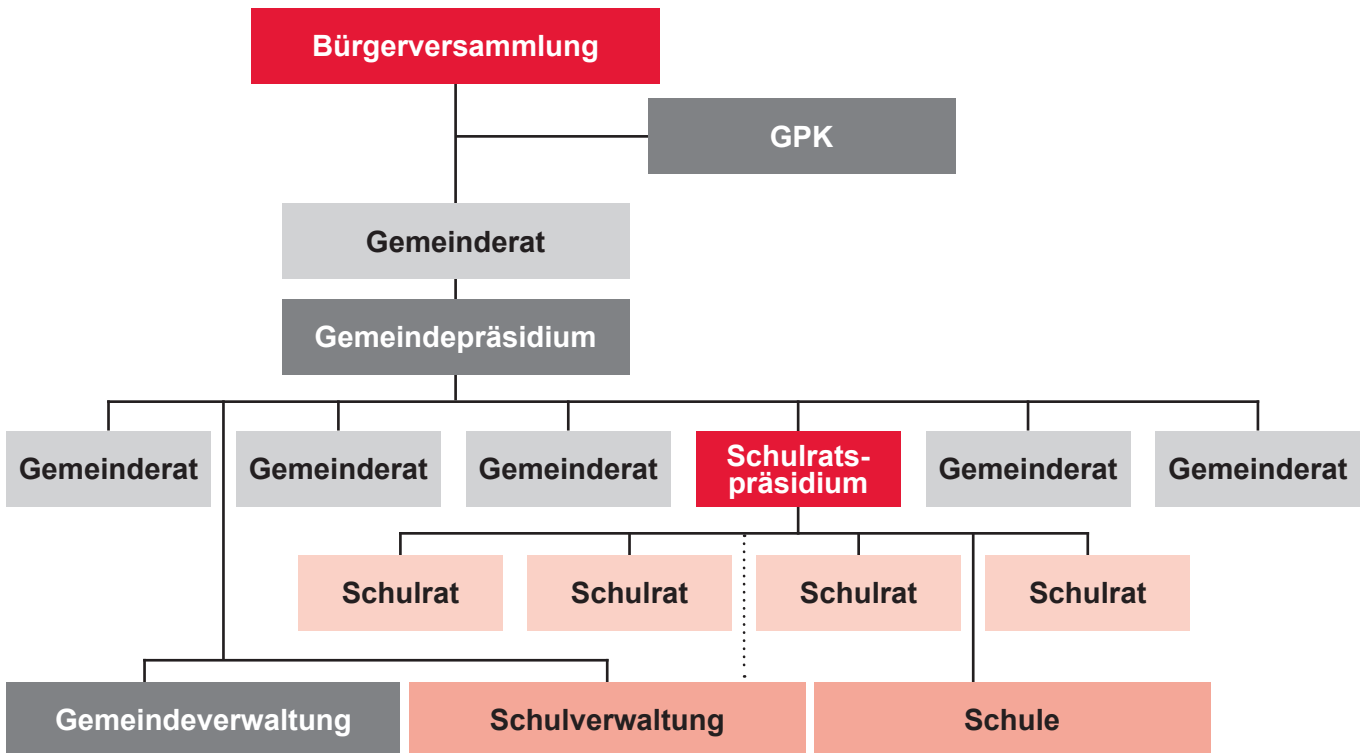 Bürgerversammlung
GPK
Gemeinderat
Gemeindepräsidium
Gemeinderat
Gemeinderat
Gemeinderat
Schulrats-
präsidium
Gemeinderat
Gemeinderat
Schulrat
Schulrat
Schulrat
Schulrat
Gemeindeverwaltung
Schulverwaltung
Schule